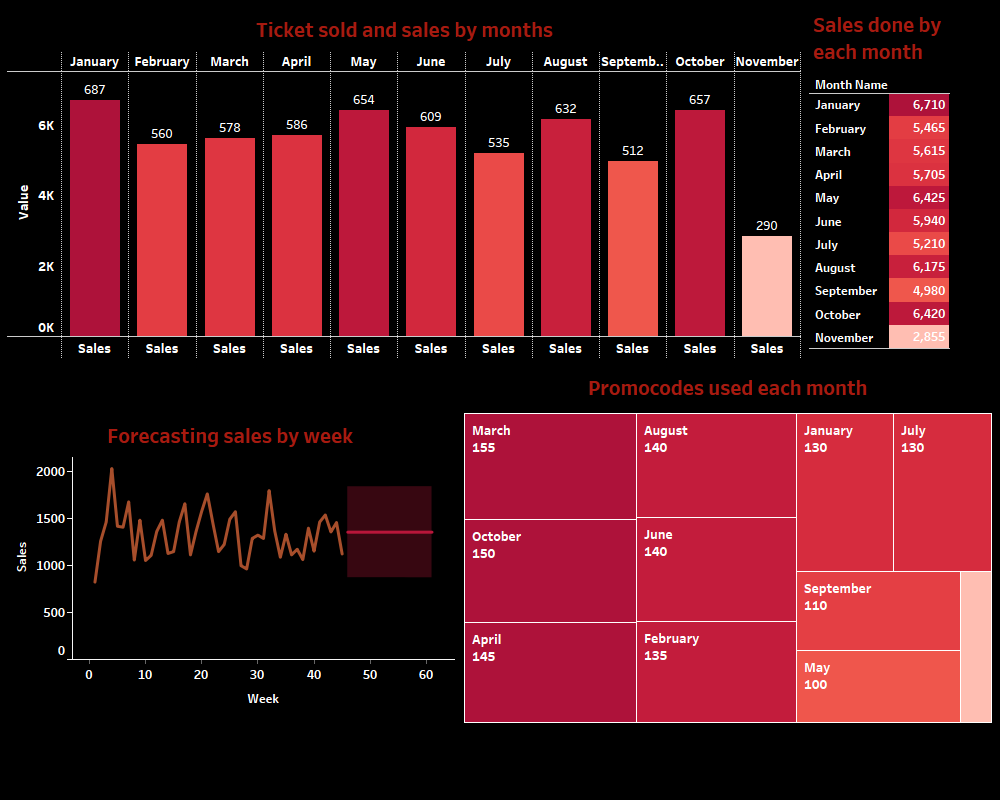 Ticket sold and sales by months
January February March April May June July August Septemb.. October November
687 560 578 586 654 609 535 632 512 657 290
6K
4K
2K
0K
Value
Sales Sales Sales Sales Sales Sales Sales Sales Sales Sales Sales
Sales done by
each month
Month Name
January 6,710
February 5,465
March 5,615
April 5,705
May 6,425
June 5,940
July 5,210
August 6,175
September 4,980
October 6,420
November 2,855
Forecasting sales by week
2000
1500
1000
500
0
Sales
0 10 20 30 40 50 60
Week
Promocodes used each month
March
155
October
150
April
145
August
140
June
140
February
135
January
130
July
130
September
110
May
100